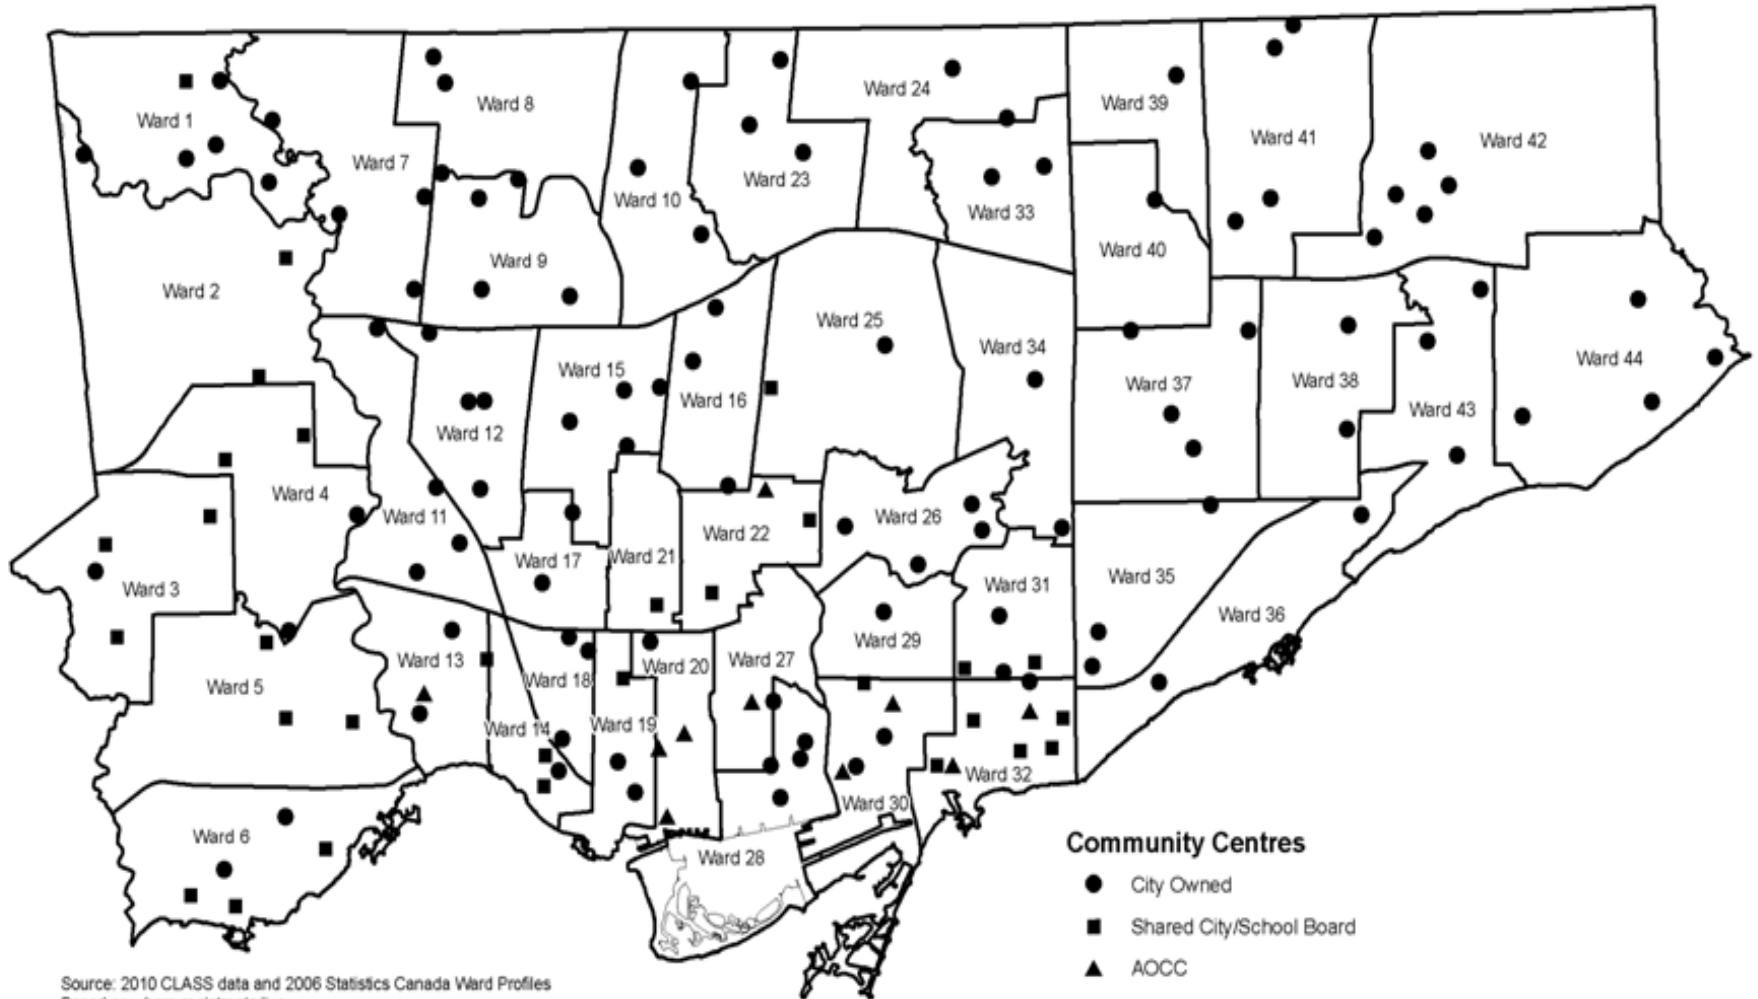 Ward 1
Ward 8
Ward 24
Ward 39
Ward 41
Ward 42
Ward 7
Ward 23
Ward 10
Ward 33
Ward 9
Ward 40
Ward 2
Ward 25
Ward 34
Ward 44
Ward 15
Ward 37
Ward 38
Ward 16
Ward 43
Ward 12
Ward 4
Ward 11
Ward 26
Ward 22
Ward 21
Ward 17
Ward 3
Ward 31
Ward 35
Ward 36
Ward 29
Ward 13
Ward 27
Ward 20
Ward 5
Ward 18
Ward 19
Ward 14
Ward 32
Ward 30
Ward 6
Ward 28
Community Centres
City Owned
Shared City/School Board
AOCC
Source: 2010 CLASS data and 2006 Statistics Canada Ward Profiles